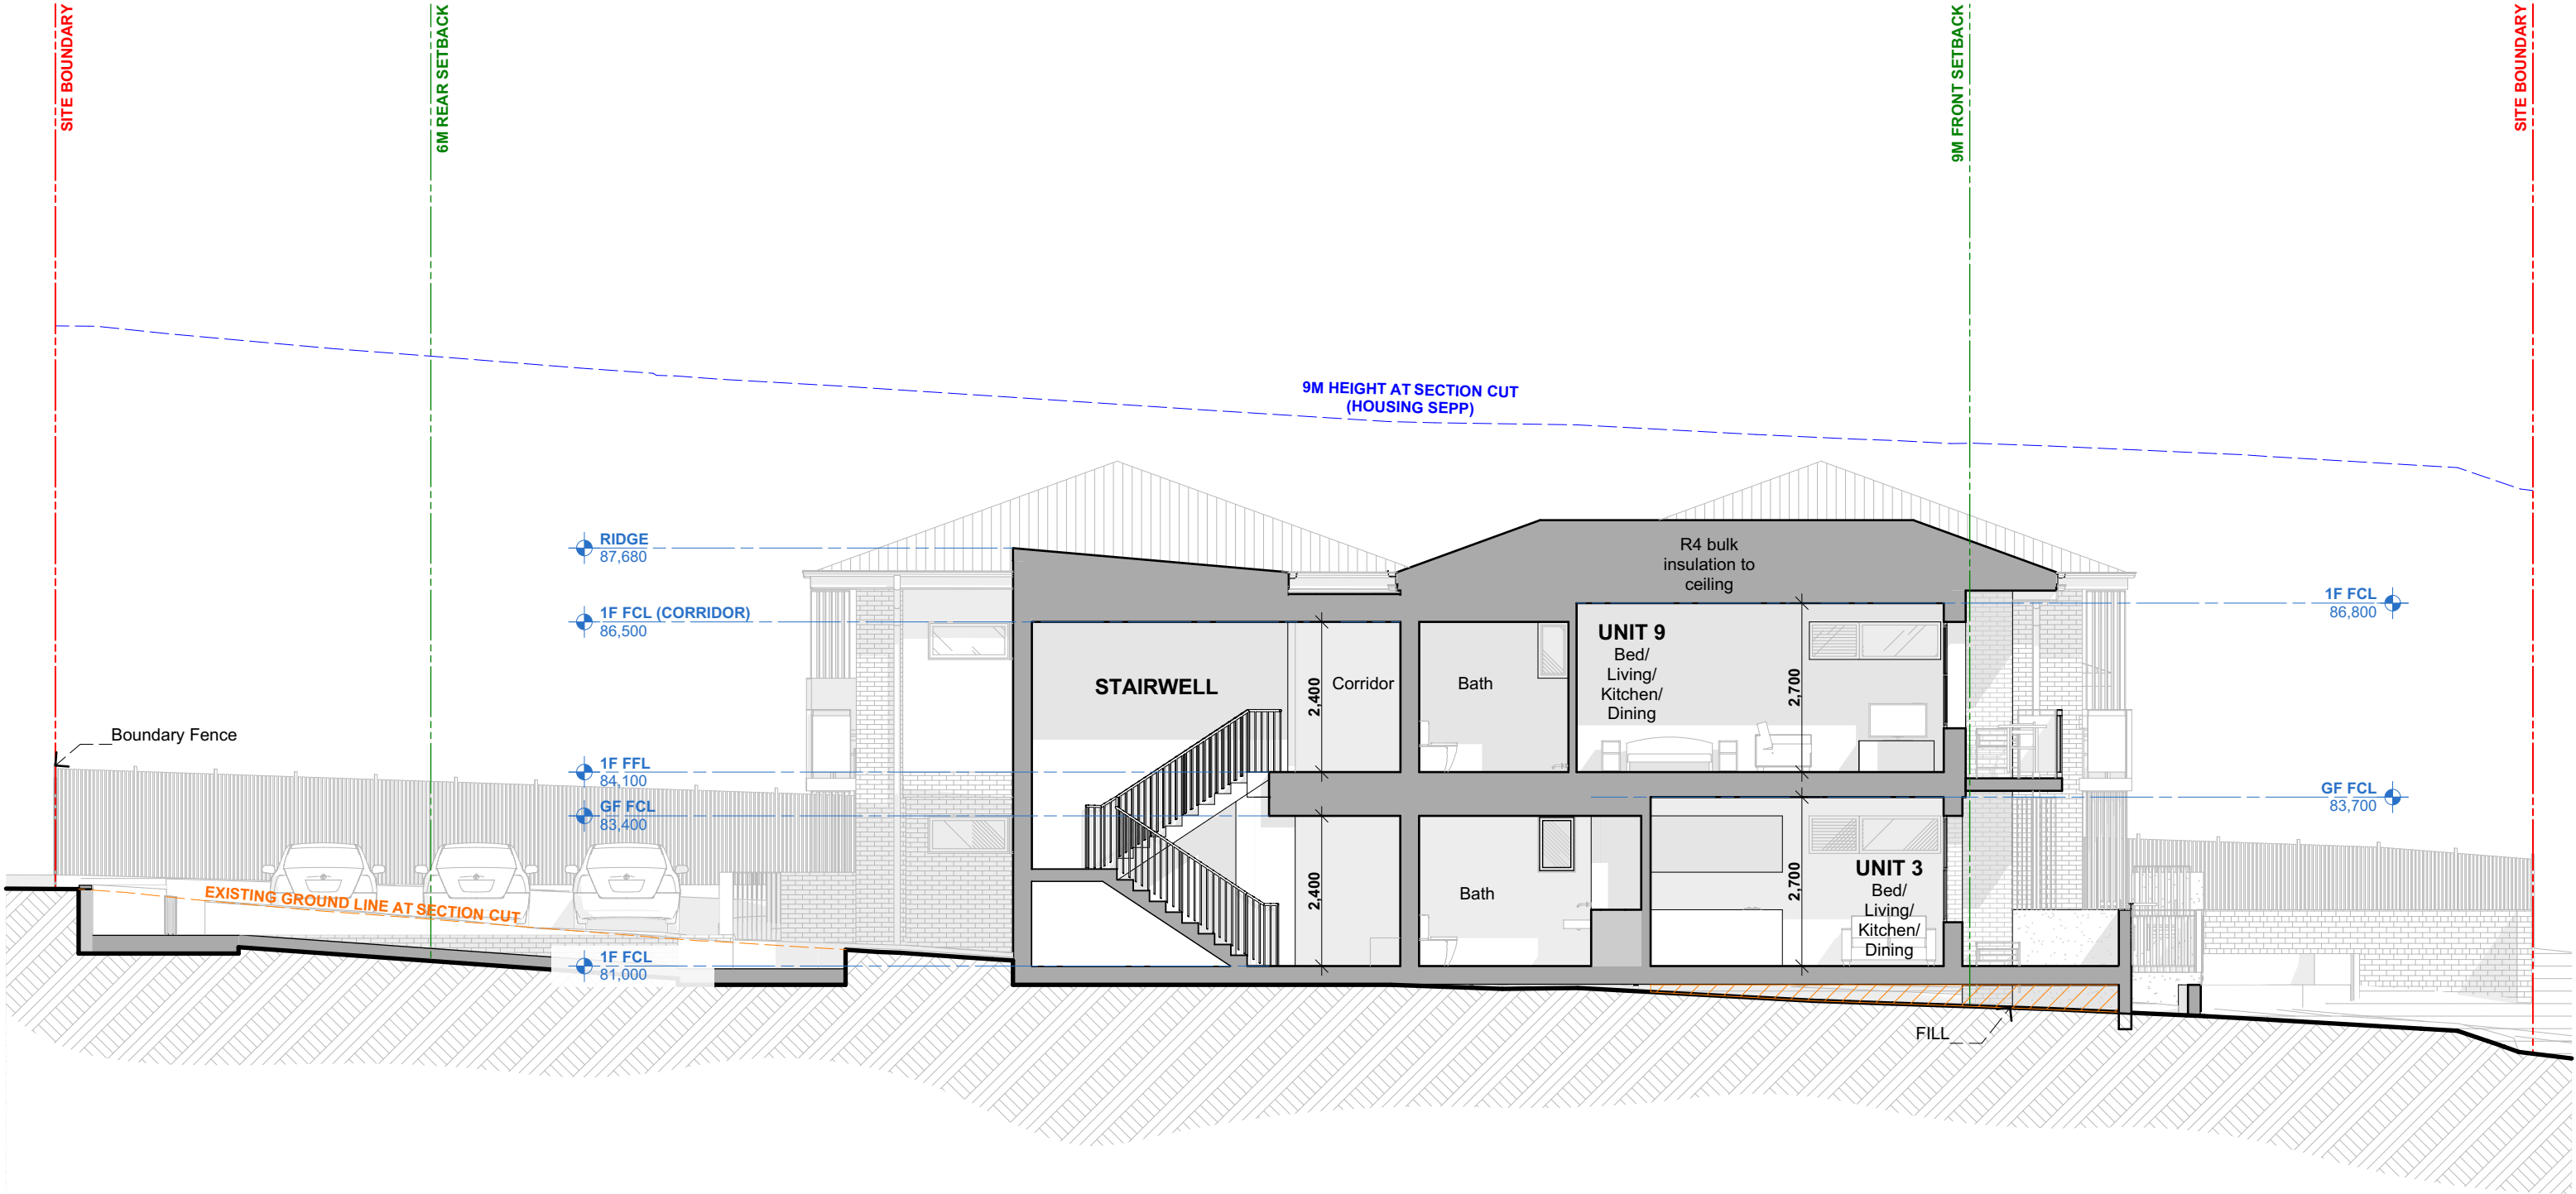 SITE BOUNDARY
6M REAR SETBACK
9M FRONT SETBACK
SITE BOUNDARY
9M HEIGHT AT SECTION CUT
(HOUSING SEPP)
RIDGE
87,680
R4 bulk
insulation to
ceiling
1F FCL (CORRIDOR)
86,500
1F FCL
86,800
UNIT 9
Bed/
Living/
Kitchen/
Dining
STAIRWELL
2,400
Corridor
Bath
2,700
Boundary Fence
1F FFL
84,100
GF FCL
83,400
GF FCL
83,700
EXISTING GROUND LINE AT SECTION CUT
2,400
Bath
2,700
UNIT 3
Bed/
Living/
Kitchen/
Dining
1F FCL
81,000
FILL